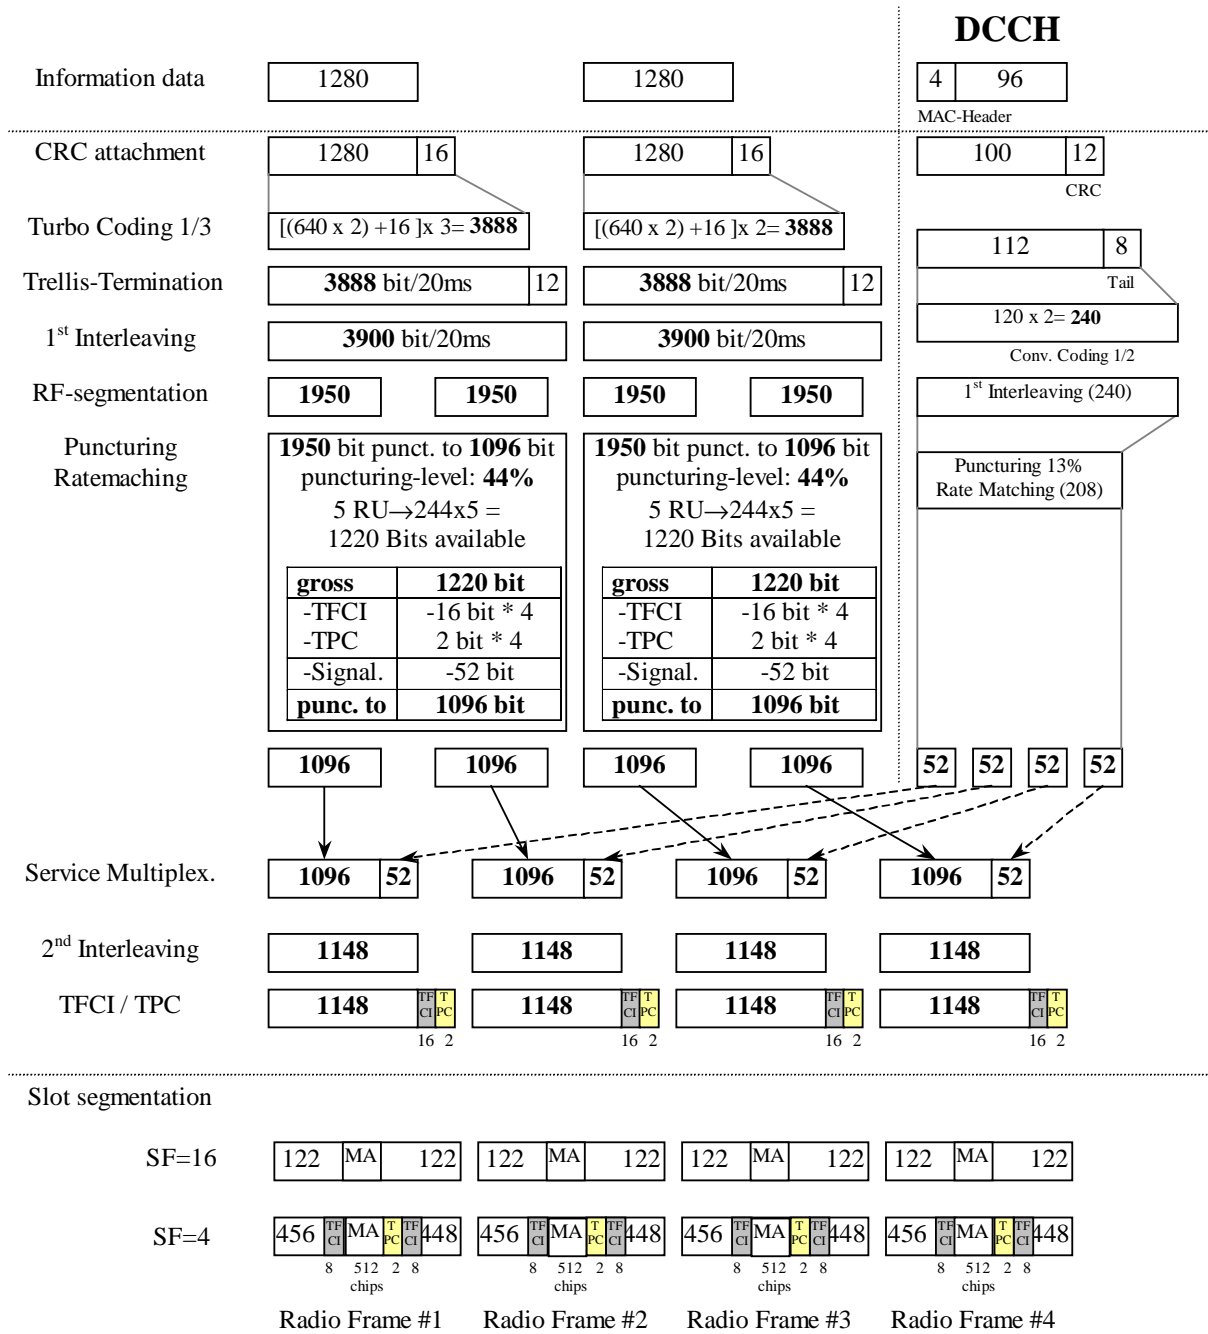 DCCH
Information data 1280 1280 4 96
MAC-Header
CRC attachment 1280 16 1280 16 100 12
CRC
Turbo Coding 1/3 [(640 x 2) +16 ]x 3= 3888 [(640 x 2) +16 ]x 2= 3888
112 8
Trellis-Termination 3888 bit/20ms 12 3888 bit/20ms 12
Tail
120 x 2= 240
1st Interleaving 3900 bit/20ms 3900 bit/20ms
Conv. Coding 1/2
RF-segmentation 1950 1950 1950 1950 1st Interleaving (240)
Puncturing 1950 bit punct. to 1096 bit 1950 bit punct. to 1096 bit
Ratemaching puncturing-level: 44% puncturing-level: 44%
Puncturing 13%
Rate Matching (208)
5 RU→244x5 = 5 RU→244x5 =
1220 Bits available 1220 Bits available
gross 1220 bit gross 1220 bit
-TFCI -16 bit * 4 -TFCI -16 bit * 4
-TPC 2 bit * 4 -TPC 2 bit * 4
-Signal. -52 bit -Signal. -52 bit
punc. to 1096 bit punc. to 1096 bit
1096 1096 1096 1096 52 52 52 52
Service Multiplex. 1096 52 1096 52 1096 52 1096 52
2nd Interleaving 1148 1148 1148 1148
TFCI / TPC 1148 TF CI T PC 1148 TF CI T PC 1148 TF CI T PC 1148 TF CI T PC
16 2 16 2 16 2 16 2
Slot segmentation
SF=16 122 MA 122 122 MA 122 122 MA 122 122 MA 122
SF=4 456 TF CI MA T PC TF CI 448 456 TF CI MA T PC TF CI 448 456 TF CI MA T PC TF CI 448 456 TF CI MA T PC TF CI 448
8 512 2 8 8 512 2 8 8 512 2 8 8 512 2 8
chips chips chips chips
Radio Frame #1 Radio Frame #2 Radio Frame #3 Radio Frame #4